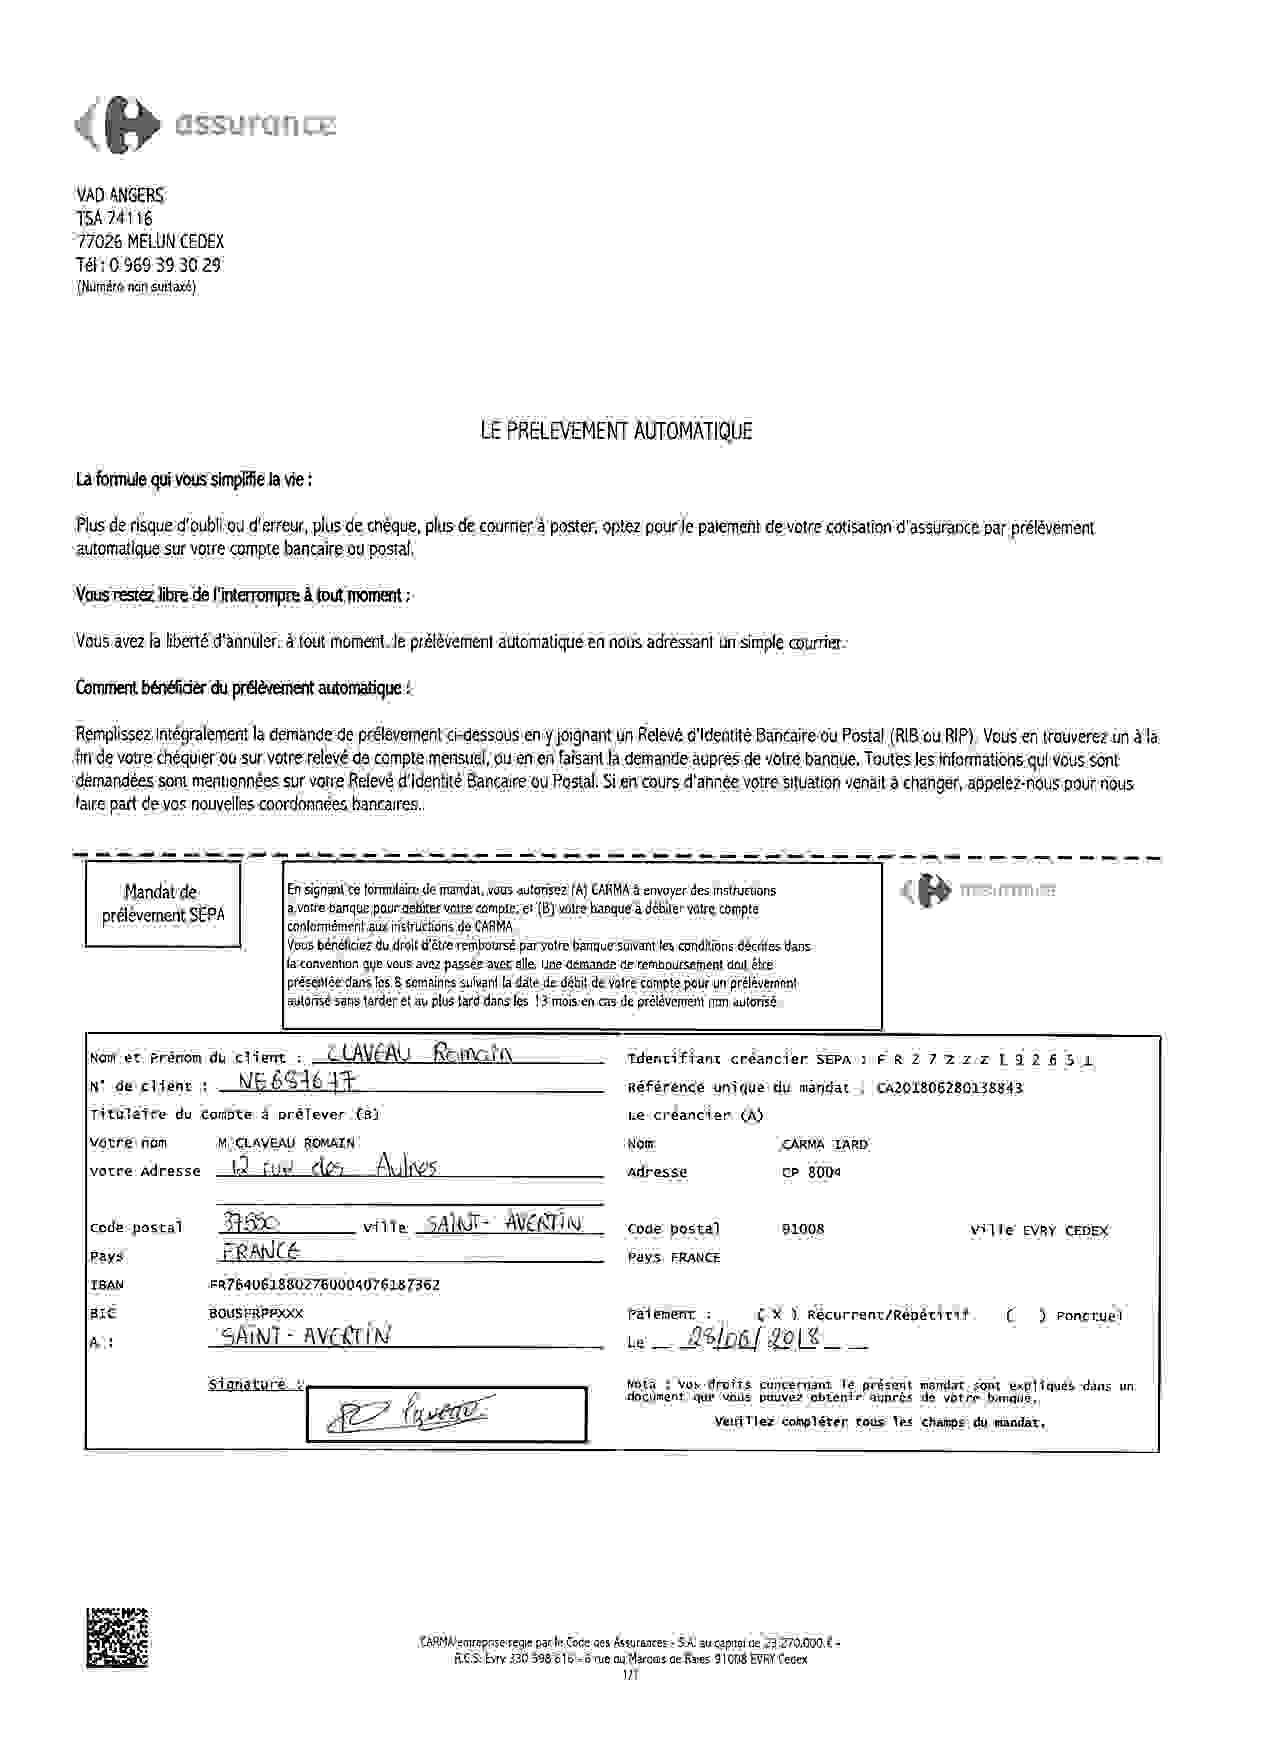 assurance
VAD ANGERS
TSA 74116
77026 MELUN CEDEX
Tél : 0 969 39 30 29
(Numéro non surtaxé)
LE PRELEVEMENT AUTOMATIQUE
La formule qui vous simplifie la vie :
Plus de risque d'oubli ou d'erreur, plus de chèque, plus de courrier à poster, optez pour le paiement de votre cotisation d'assurance par prélèvement
automatique sur votre compte bancaire ou postal.
Vous restez libre de l'interrompre à tout moment :
Vous avez la liberté d'annuler, à tout moment, le prélèvement automatique en nous adressant un simple courrier.
Comment bénéficier du prélèvement automatique :
Remplissez intégralement la demande de prélèvement ci-dessous en y joignant un Relevé d'Identité Bancaire ou Postal (RIB ou RIP). Vous en trouverez un à la
fin de votre chéquier ou sur votre relevé de compte mensuel, ou en en faisant la demande aupres de votre banque. Toutes les informations qui vous sont
demandées sont mentionnées sur votre Relevé d'Identité Bancaire ou Postal. Si en cours d'année votre situation venait à changer, appelez-nous pour nous
faire part de vos nouvelles coordonnées bancaires.
Mandat de
prélèvement SEPA
En signant ce formulaire de mandat, vous autorisez (A) CARMA à envoyer des instructions
à votre banque pour débiter votre compte, et (B) votre banque à débiter votre compte
conformément aux instructions de CARMA
Vous bénéficiez du droit d'être remboursé par votre banque suivant les conditions décrites dans
la convention que vous avez passée avec elle. Une demande de remboursement doit être
présentée dans les 8 semaines suivant la date de débit de votre compte pour un prélèvement
autorisé sans tarder et au plus tard dans les 13 mois en cas de prélèvement non autorisé
assurance
Nom et Prénom du client : CLAVEAU Romain Identifiant créancier SEPA : F R 2 7 Z Z Z 1 9 2 6 5 1
N° de client : NE687677 Référence unique du mandat : CA201806280138843
Titulaire du compte à prélever (B) Le créancier (A)
Votre nom M. CLAVEAU ROMAIN Nom CARMA IARD
Votre Adresse 12 rue des Aulnes Adresse CP 8004
Code postal 37550 Ville SAINT-AVERTIN Code postal 91008 Ville EVRY CEDEX
Pays FRANCE Pays FRANCE
IBAN FR7640618802760004076187362
BIC BOUSFRPPXXX Paiement : ( X ) Récurrent/Répétitif ( ) Ponctuel
A : SAINT-AVERTIN Le 28/06/2018
Signature :
Nota : Vos droits concernant le présent mandat sont expliqués dans un
document que vous pouvez obtenir auprès de votre banque.
Veuillez compléter tous les champs du mandat.
CARMA entreprise régie par le Code des Assurances - S.A. au capital de 23.270.000 € -
R.C.S. Evry 330 598 616 - 6 rue du Marquis de Raies 91008 EVRY Cedex
1/1